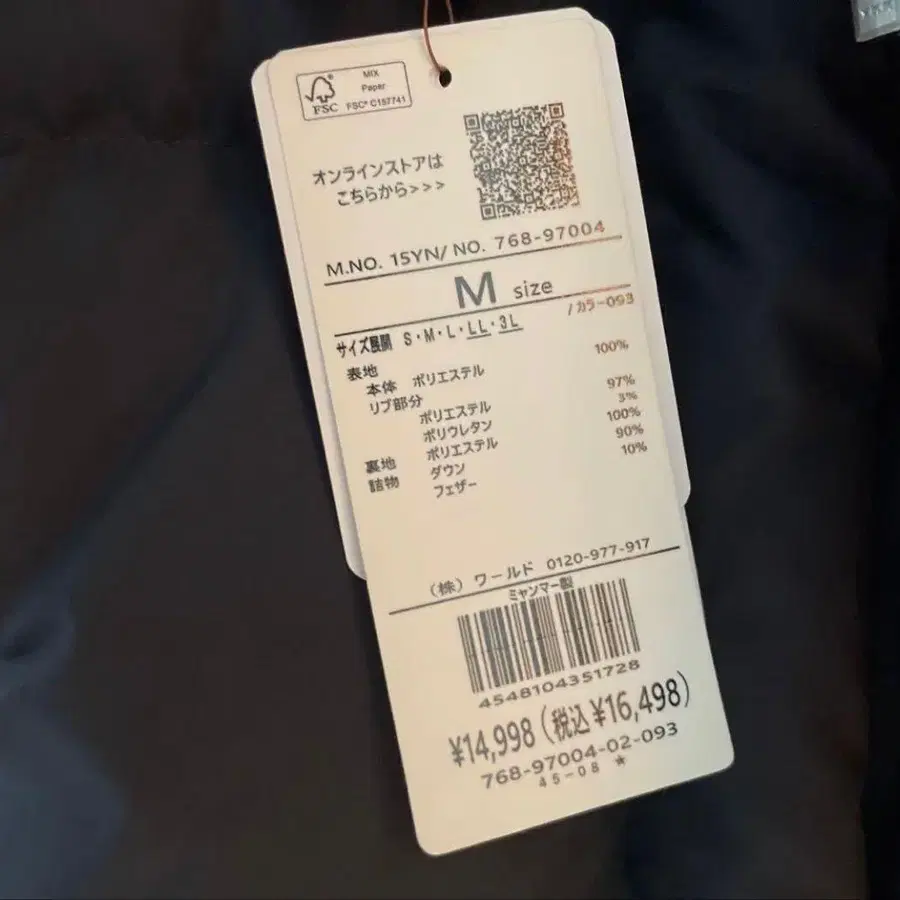 MIX
Paper
FSC
FSC® C157741
オンラインストアは
こちらから>>>
M.NO. 15YN/ NO. 768-97004
M size
サイズ展開 S・M・L・LL・3L /カラー093
表地
本体 ポリエステル 100%
リブ部分
ポリエステル 97%
ポリウレタン 3%
裏地 ポリエステル 100%
詰物 ダウン 90%
フェザー 10%
(株) ワールド 0120-977-917
ミャンマー製
4548104351728
¥14,998 (税込¥16,498)
768-97004-02-093
45-08 ★